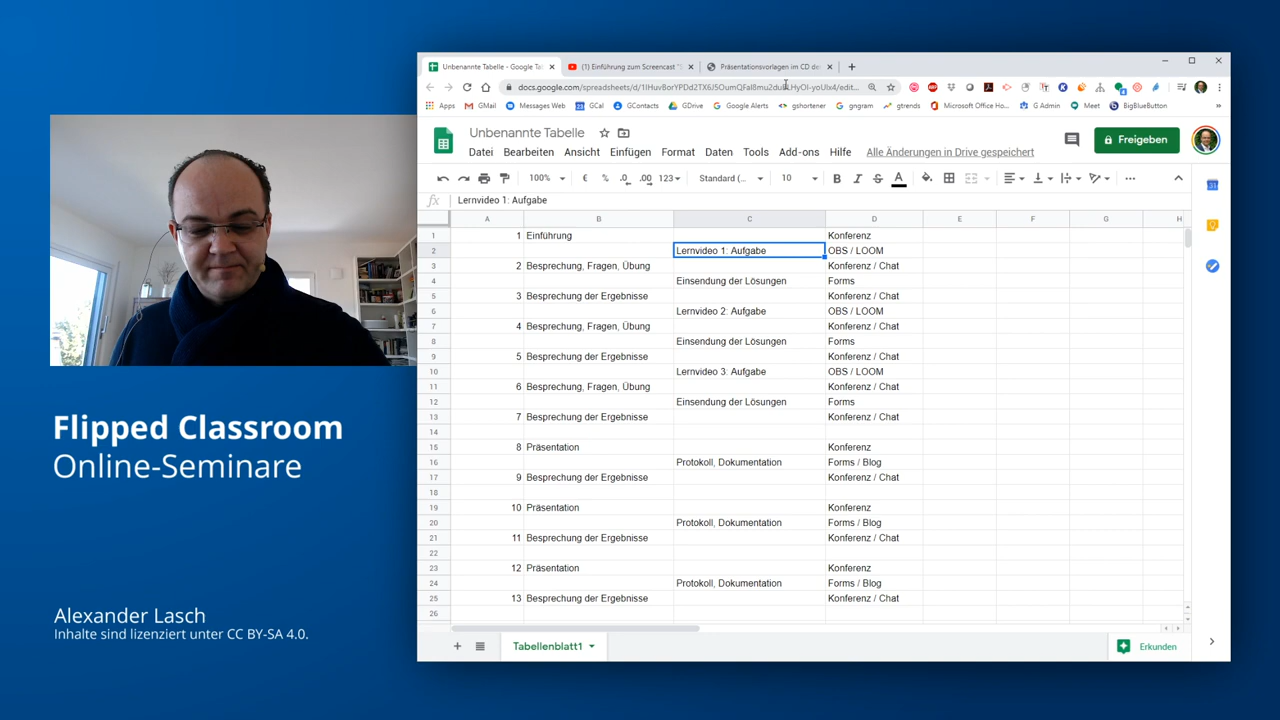 Unbenannte Tabelle - Google Ta
(1) Einführung zum Screencast "
Präsentationsvorlagen im CD de
Apps GMail Messages Web GCal GContacts GDrive Google Alerts gshortener gngram gtrends Microsoft Office Ho... G Admin Meet BigBlueButton
Unbenannte Tabelle
Freigeben
Datei Bearbeiten Ansicht Einfügen Format Daten Tools Add-ons Hilfe Alle Änderungen in Drive gespeichert
100% € % .0 .00 123 Standard (... 10 B I S A
fx Lernvideo 1: Aufgabe
A B C D E F G H
1 1 Einführung Konferenz
2 Lernvideo 1: Aufgabe OBS / LOOM
3 2 Besprechung, Fragen, Übung Konferenz / Chat
4 Einsendung der Lösungen Forms
5 3 Besprechung der Ergebnisse Konferenz / Chat
6 Lernvideo 2: Aufgabe OBS / LOOM
7 4 Besprechung, Fragen, Übung Konferenz / Chat
8 Einsendung der Lösungen Forms
9 5 Besprechung der Ergebnisse Konferenz / Chat
10 Lernvideo 3: Aufgabe OBS / LOOM
11 6 Besprechung, Fragen, Übung Konferenz / Chat
12 Einsendung der Lösungen Forms
13 7 Besprechung der Ergebnisse Konferenz / Chat
14
15 8 Präsentation Konferenz
16 Protokoll, Dokumentation Forms / Blog
17 9 Besprechung der Ergebnisse Konferenz / Chat
18
19 10 Präsentation Konferenz
20 Protokoll, Dokumentation Forms / Blog
21 11 Besprechung der Ergebnisse Konferenz / Chat
22
23 12 Präsentation Konferenz
24 Protokoll, Dokumentation Forms / Blog
25 13 Besprechung der Ergebnisse Konferenz / Chat
26
Tabellenblatt1
Erkunden
Flipped Classroom
Online-Seminare
Alexander Lasch
Inhalte sind lizenziert unter CC BY-SA 4.0.